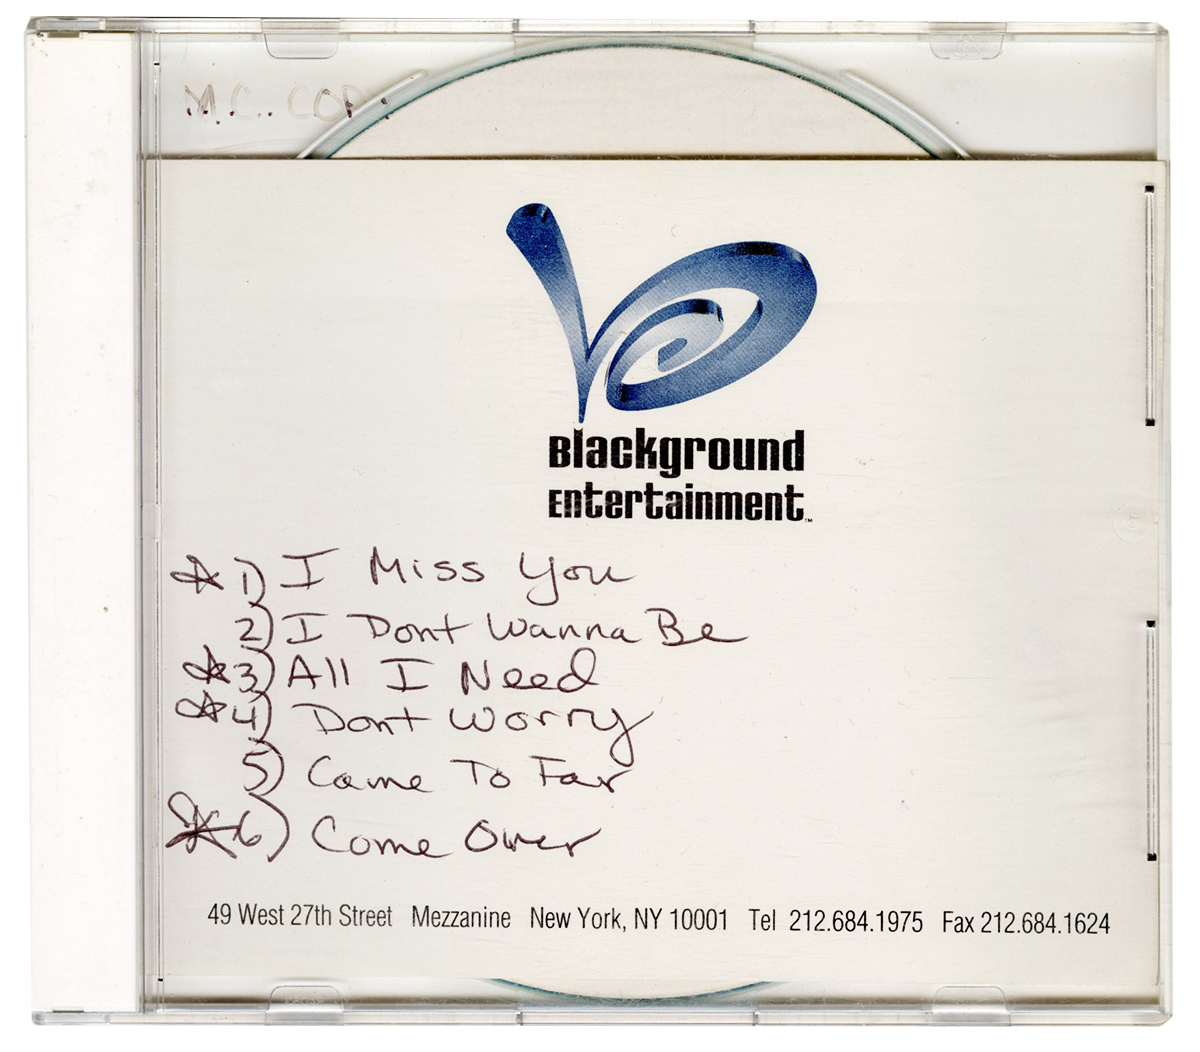 M.C. COPY
Blackground
Entertainment™
☆ 1) I Miss You
2) I Dont Wanna Be
☆ 3) All I Need
☆ 4) Dont Worry
5) Came To Far
☆ 6) Come Over
49 West 27th Street Mezzanine New York, NY 10001 Tel 212.684.1975 Fax 212.684.1624